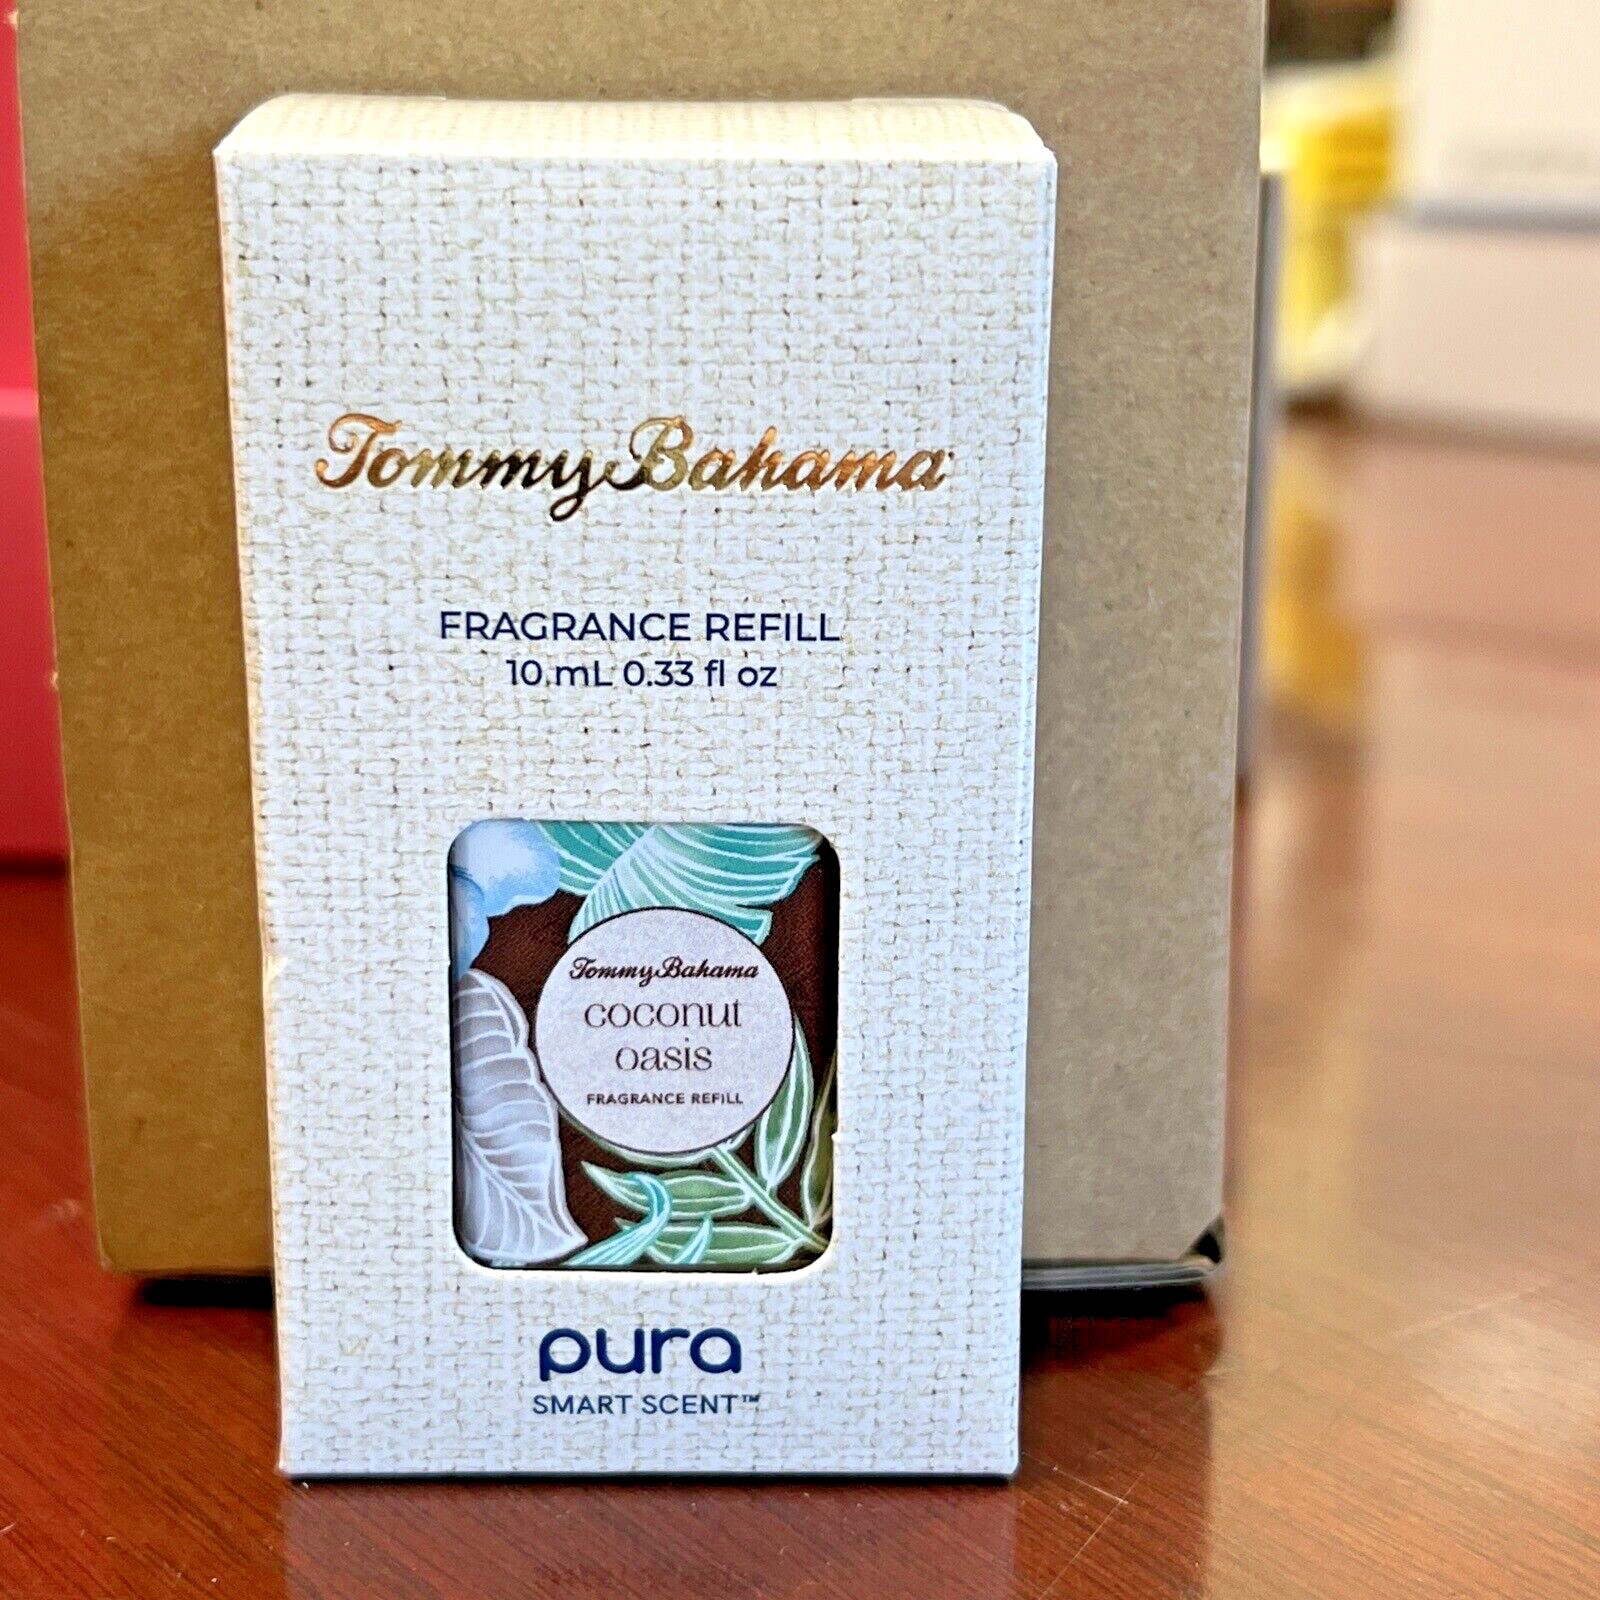 Tommy Bahama
FRAGRANCE REFILL
10 mL 0.33 fl oz
Tommy Bahama
coconut
oasis
FRAGRANCE REFILL
pura
SMART SCENT™